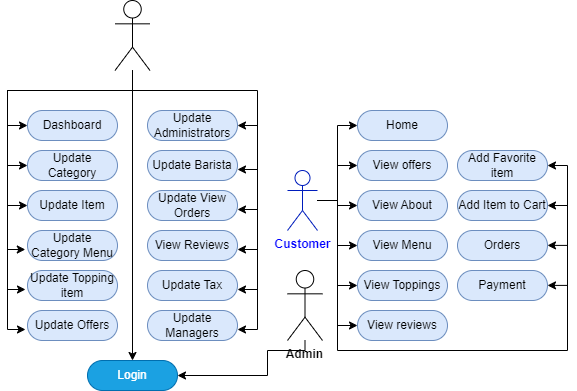 Dashboard
Update
Category
Update Item
Update
Category Menu
Update Topping
item
Update Offers
Update
Administrators
Update Barista
Update View
Orders
View Reviews
Update Tax
Update
Managers
Login
Customer
Admin
Home
View offers
View About
View Menu
View Toppings
View reviews
Add Favorite
item
Add Item to Cart
Orders
Payment